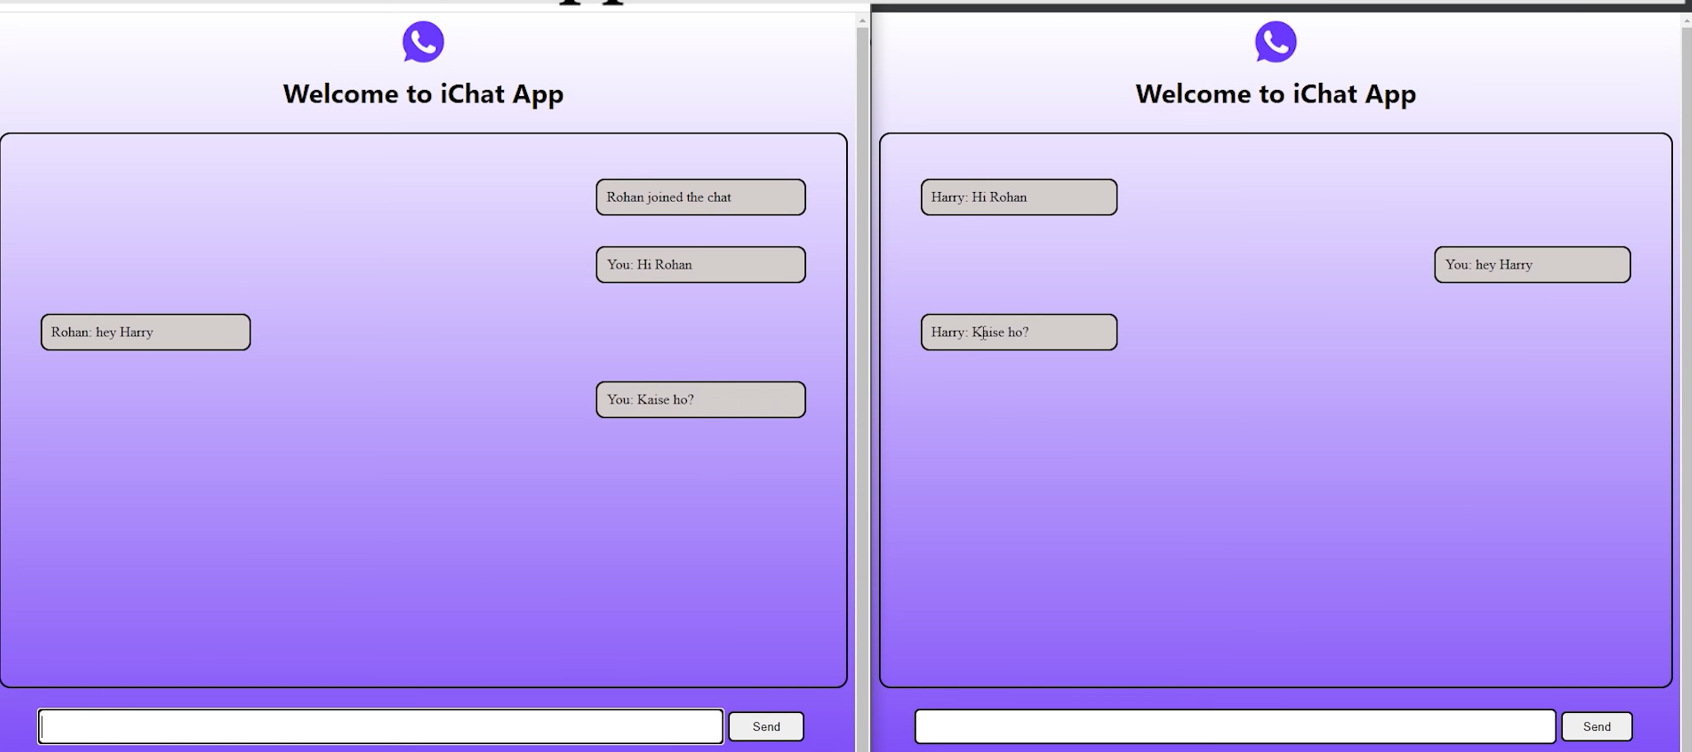 Welcome to iChat App
Rohan joined the chat
You: Hi Rohan
Rohan: hey Harry
You: Kaise ho?
Send
Welcome to iChat App
Harry: Hi Rohan
You: hey Harry
Harry: Kaise ho?
Send